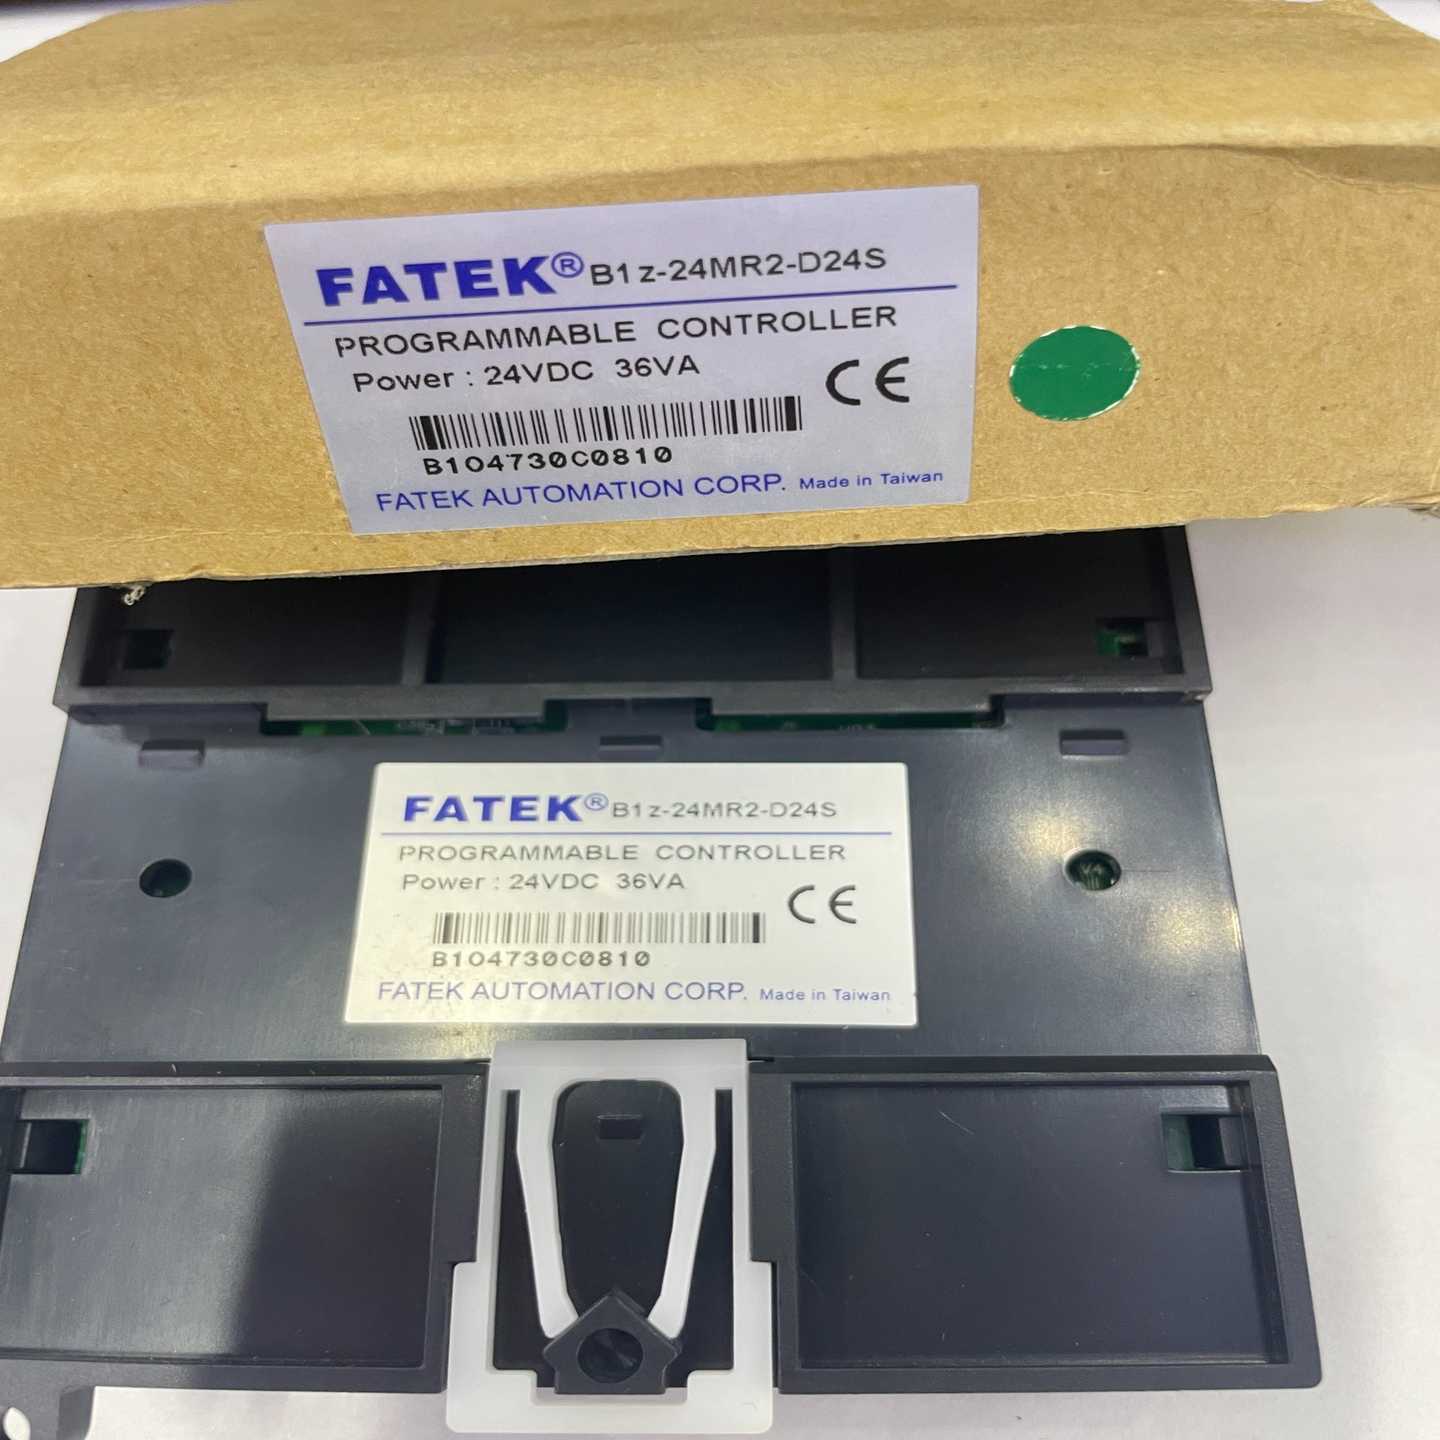 FATEK® B1z-24MR2-D24S
PROGRAMMABLE CONTROLLER
Power : 24VDC 36VA
CE
B104730C0810
FATEK AUTOMATION CORP. Made in Taiwan
FATEK® B1z-24MR2-D24S
PROGRAMMABLE CONTROLLER
Power : 24VDC 36VA
CE
B104730C0810
FATEK AUTOMATION CORP. Made in Taiwan